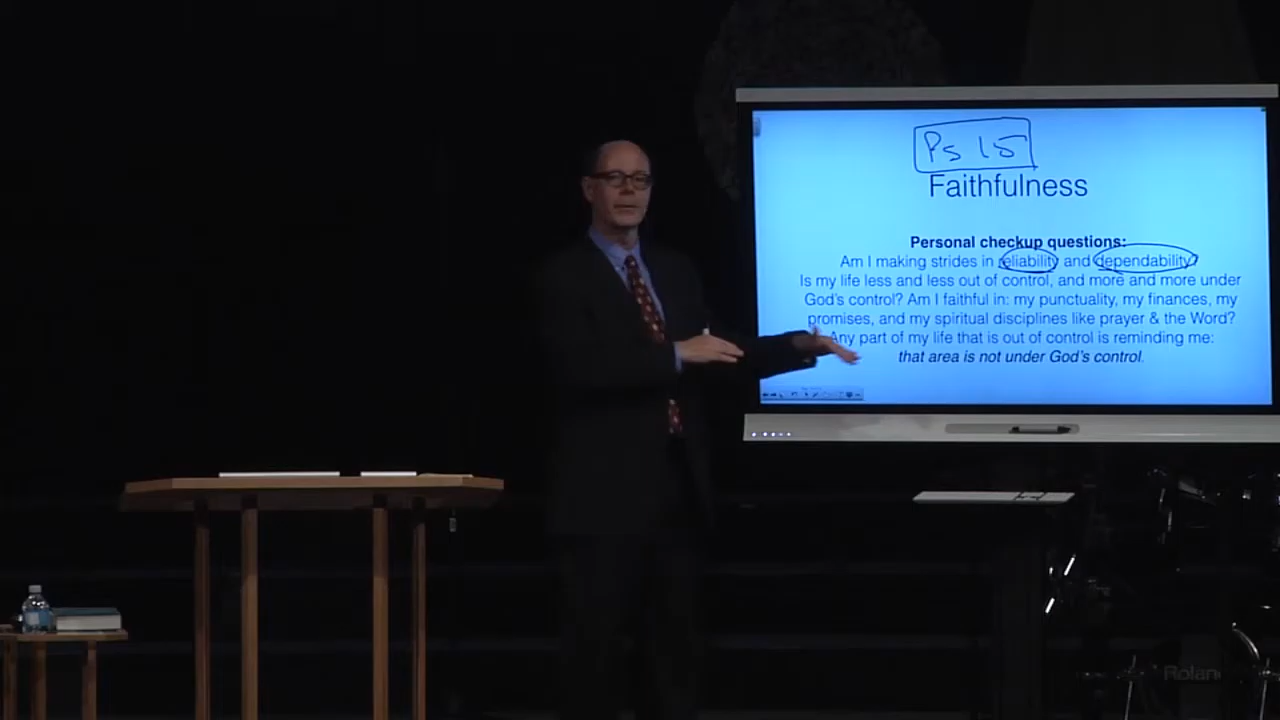 Ps 15
Faithfulness
Personal checkup questions:
Am I making strides in reliability and dependability?
Is my life less and less out of control, and more and more under
God's control? Am I faithful in: my punctuality, my finances, my
promises, and my spiritual disciplines like prayer & the Word?
Any part of my life that is out of control is reminding me:
that area is not under God's control.
Roland